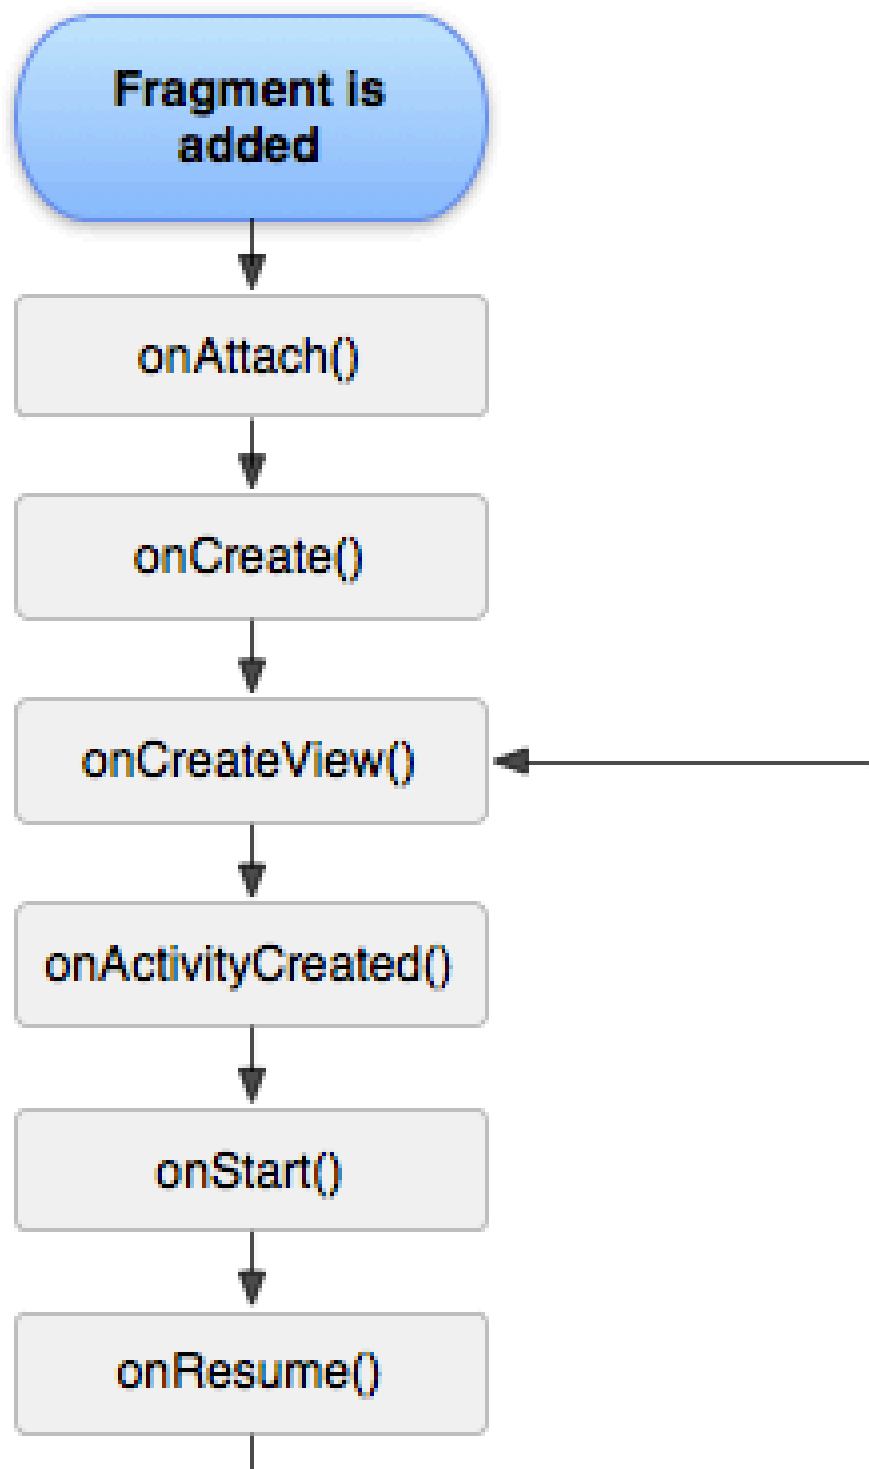 Fragment is
added
onAttach()
onCreate()
onCreateView()
onActivityCreated()
onStart()
onResume()